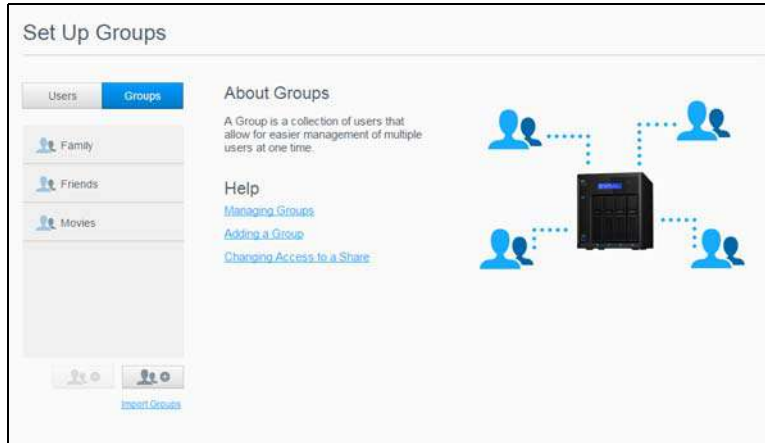 Set Up Groups
Users
Groups
Family
Friends
Movies
Import Groups
About Groups
A Group is a collection of users that
allow for easier management of multiple
users at one time.
Help
Managing Groups
Adding a Group
Changing Access to a Share